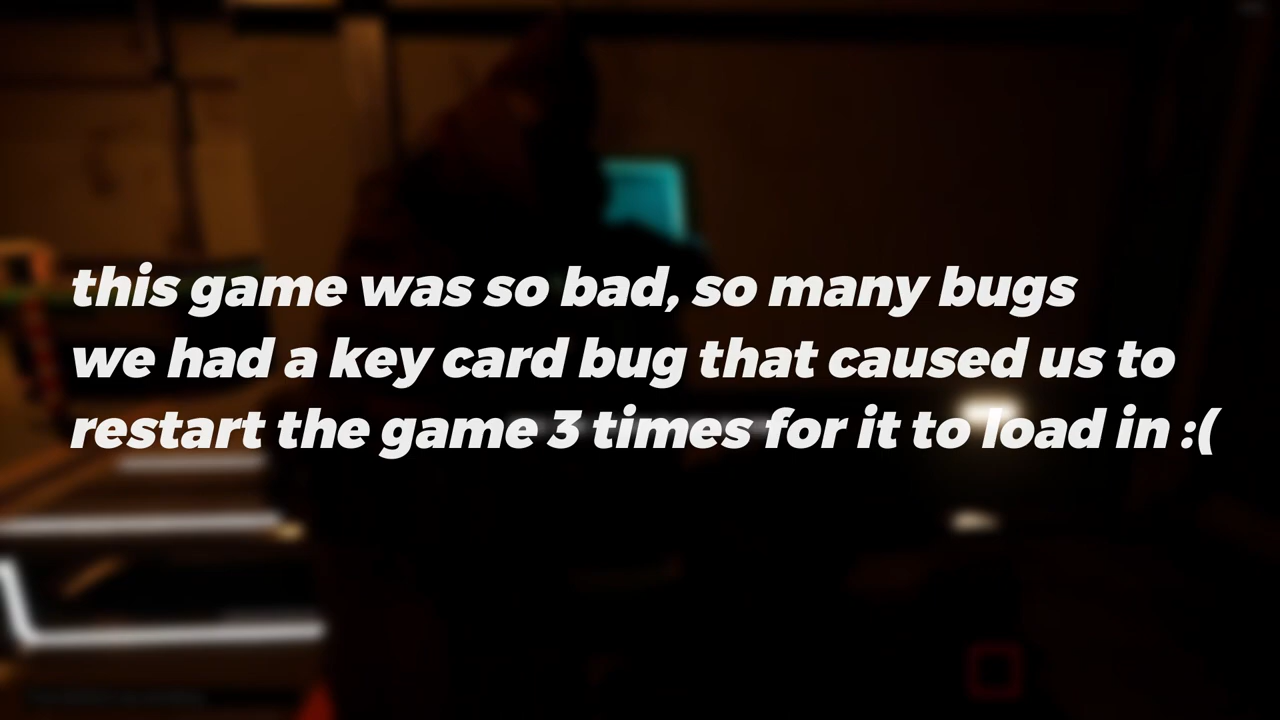 this game was so bad, so many bugs
we had a key card bug that caused us to
restart the game 3 times for it to load in :(